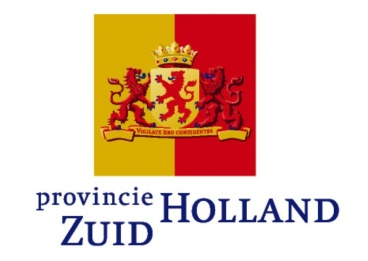 VIGILATE DEO CONFIDENTES
provincie HOLLAND
ZUID